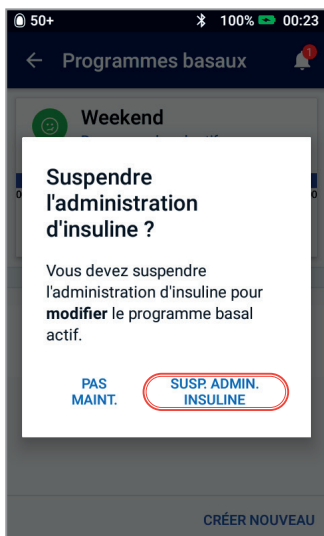 50+ 100% 00:23
Programmes basaux 1
Weekend
Suspendre
l'administration
d'insuline ?
Vous devez suspendre
l'administration d'insuline pour
modifier le programme basal
actif.
PAS
MAINT.
SUSP. ADMIN.
INSULINE
CRÉER NOUVEAU